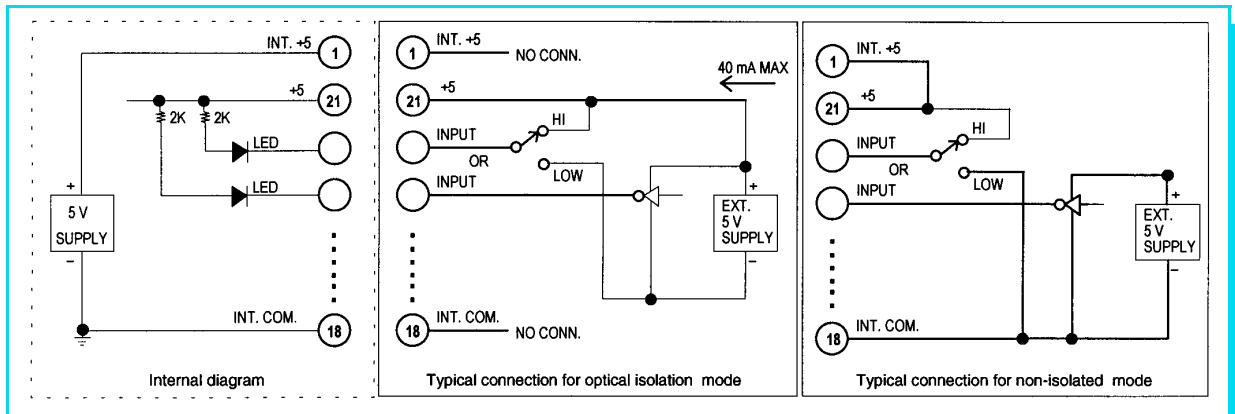 INT. +5
1
+5
21
2K
2K
LED
LED
+
5 V
SUPPLY
−
INT. COM.
18
Internal diagram
1
INT. +5
NO CONN.
40 mA MAX
21
+5
HI
INPUT
OR
LOW
INPUT
+
EXT.
5 V
SUPPLY
−
18
INT. COM.
NO CONN.
Typical connection for optical isolation mode
1
INT. +5
21
+5
HI
INPUT
OR
LOW
INPUT
+
EXT.
5 V
SUPPLY
−
18
INT. COM.
Typical connection for non-isolated mode